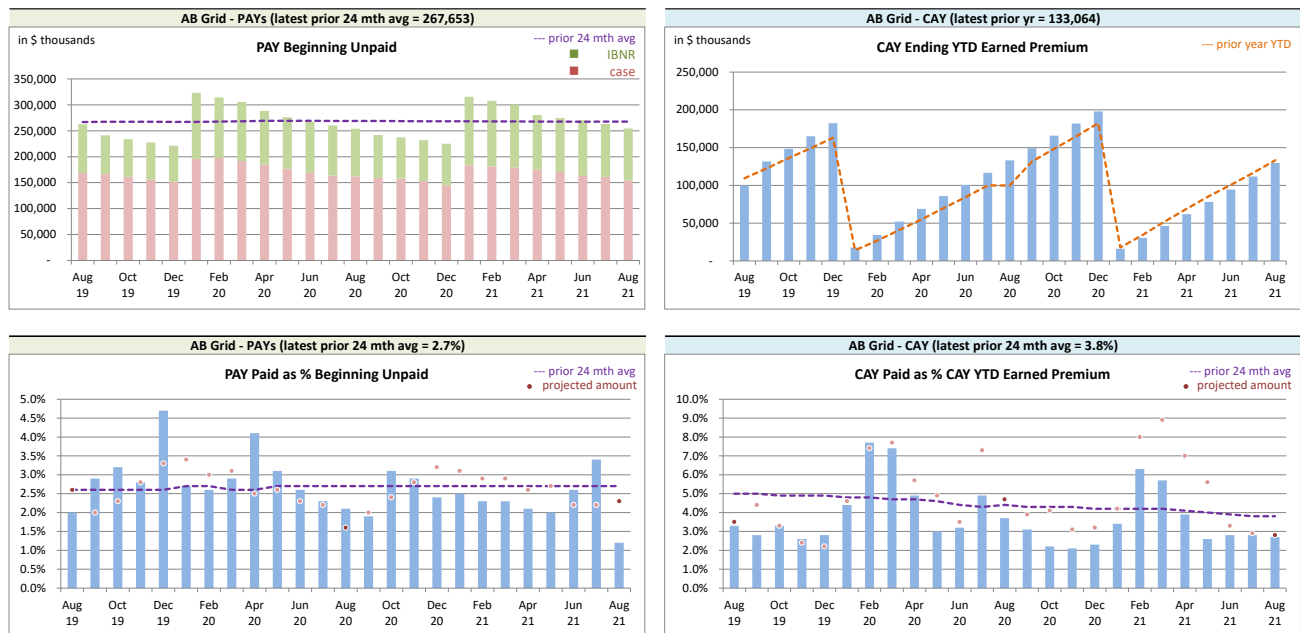 AB Grid - PAYs (latest prior 24 mth avg = 267,653)
in $ thousands
PAY Beginning Unpaid
--- prior 24 mth avg
IBNR
case
350,000
300,000
250,000
200,000
150,000
100,000
50,000
-
Aug Oct Dec Feb Apr Jun Aug Oct Dec Feb Apr Jun Aug
19 19 20 20 20 20 20 21 21 21
AB Grid - CAY (latest prior yr = 133,064)
in $ thousands
CAY Ending YTD Earned Premium
--- prior year YTD
250,000
200,000
150,000
100,000
50,000
-
Aug Oct Dec Feb Apr Jun Aug Oct Dec Feb Apr Jun Aug
19 19 20 20 20 20 20 21 21 21
AB Grid - PAYs (latest prior 24 mth avg = 2.7%)
PAY Paid as % Beginning Unpaid
--- prior 24 mth avg
projected amount
5.0%
4.5%
4.0%
3.5%
3.0%
2.5%
2.0%
1.5%
1.0%
0.5%
0.0%
Aug Oct Dec Feb Apr Jun Aug Oct Dec Feb Apr Jun Aug
19 19 20 20 20 20 20 21 21 21
AB Grid - CAY (latest prior 24 mth avg = 3.8%)
CAY Paid as % CAY YTD Earned Premium
--- prior 24 mth avg
projected amount
10.0%
9.0%
8.0%
7.0%
6.0%
5.0%
4.0%
3.0%
2.0%
1.0%
0.0%
Aug Oct Dec Feb Apr Jun Aug Oct Dec Feb Apr Jun Aug
19 19 20 20 20 20 20 21 21 21